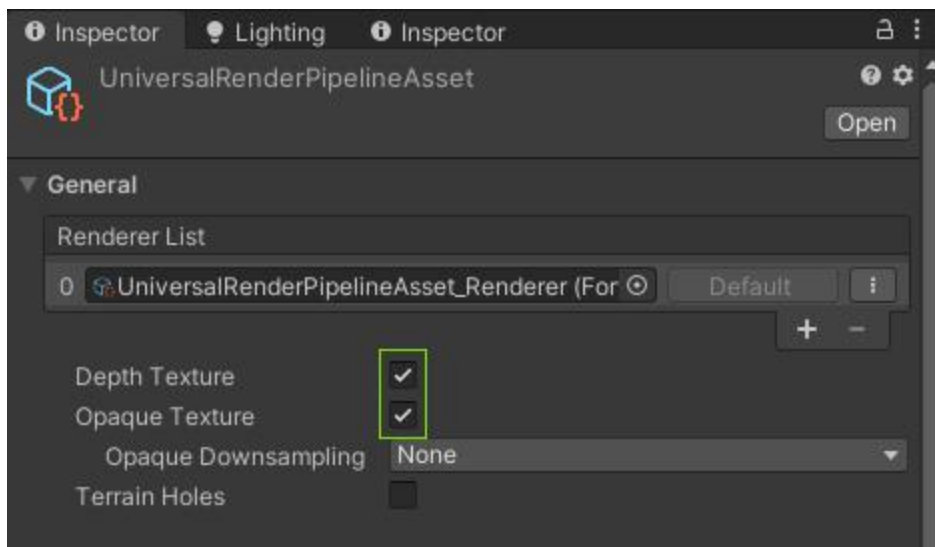 Inspector Lighting Inspector
UniversalRenderPipelineAsset
Open
General
Renderer List
0 UniversalRenderPipelineAsset_Renderer (For Default
Depth Texture
Opaque Texture
Opaque Downsampling None
Terrain Holes